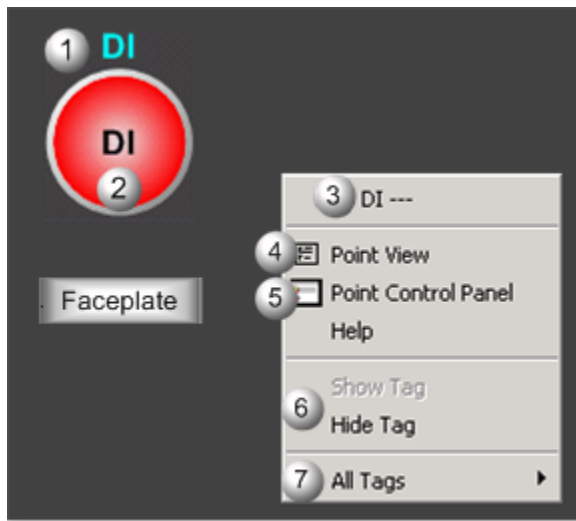 1 DI
DI
2
Faceplate
3 DI ---
4 Point View
5 Point Control Panel
Help
Show Tag
6
Hide Tag
7 All Tags